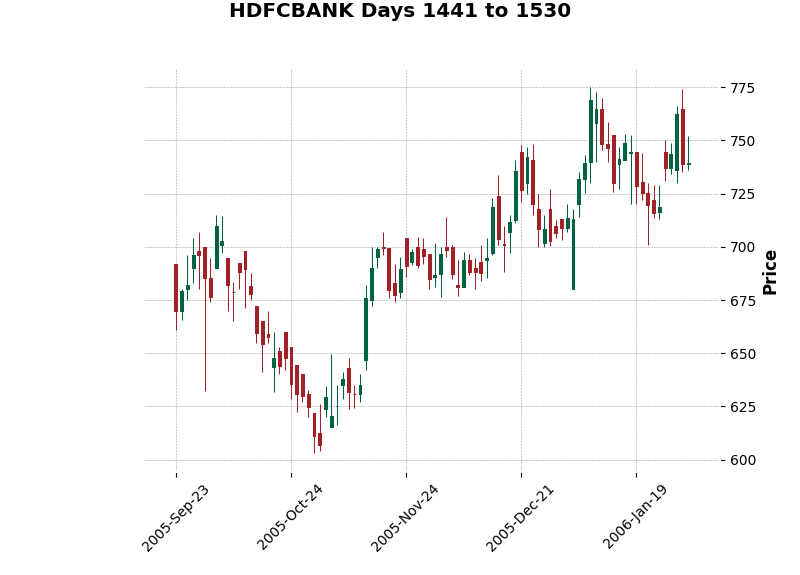 HDFCBANK Days 1441 to 1530
775
750
725
700
675
650
625
600
Price
2005-Sep-23
2005-Oct-24
2005-Nov-24
2005-Dec-21
2006-Jan-19